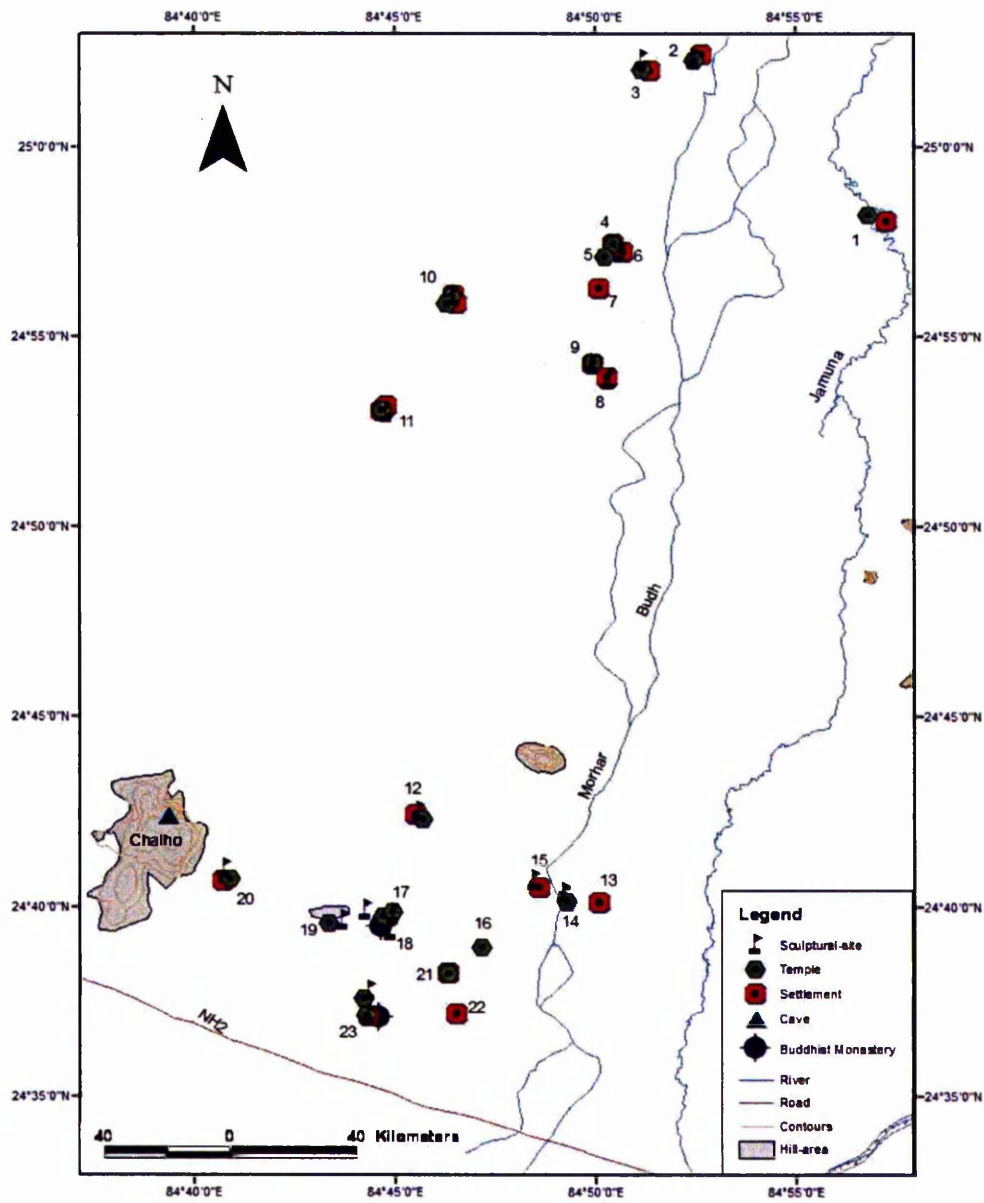 84°40'0"E 84°45'0"E 84°50'0"E 84°55'0"E
N
2
3
25°0'0"N 25°0'0"N
1
4
5 6
10
7
24°55'0"N 24°55'0"N
9
8
Jamuna
11
24°50'0"N 24°50'0"N
Budh
24°45'0"N 24°45'0"N
Morhar
12
Chalho
15
13
20
14
24°40'0"N 24°40'0"N
17
19
18
16
21
22
23
NH2
24°35'0"N 24°35'0"N
40 0 40 Kilometers
Legend
Sculptural-site
Temple
Settlement
Cave
Buddhist Monastery
River
Road
Contours
Hill-area
84°40'0"E 84°45'0"E 84°50'0"E 84°55'0"E